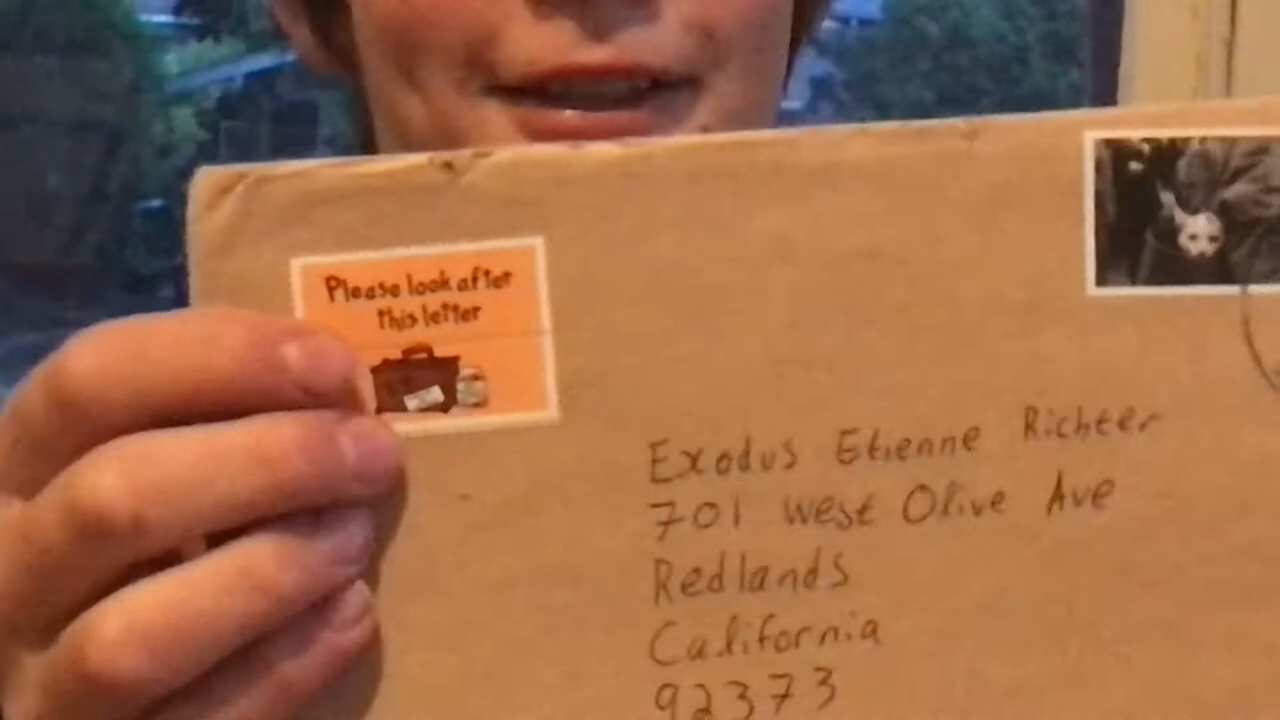 Please look after
this letter
Exodus Etienne Richter
701 West Olive Ave
Redlands
California
92373